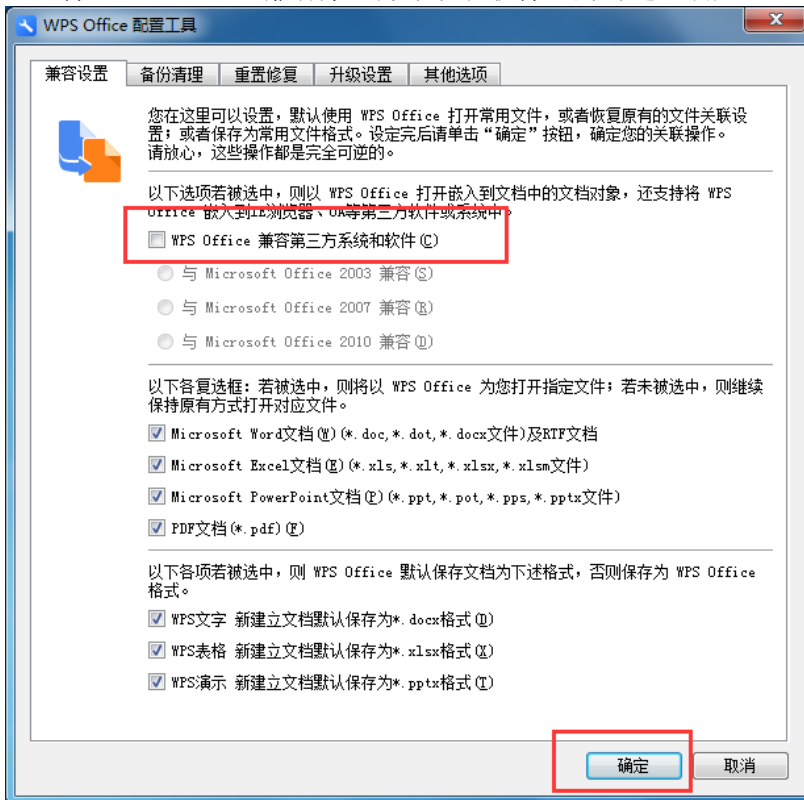 WPS Office 配置工具
兼容设置 备份清理 重置修复 升级设置 其他选项
您在这里可以设置，默认使用 WPS Office 打开常用文件，或者恢复原有的文件关联设
置；或者保存为常用文件格式。设定完后请单击“确定”按钮，确定您的关联操作。
请放心，这些操作都是完全可逆的。
以下选项若被选中，则以 WPS Office 打开嵌入到文档中的文档对象，还支持将 WPS
Office 嵌入到IE浏览器、OA等第三方软件或系统中。
WPS Office 兼容第三方系统和软件(C)
与 Microsoft Office 2003 兼容(S)
与 Microsoft Office 2007 兼容(R)
与 Microsoft Office 2010 兼容(D)
以下各复选框：若被选中，则将以 WPS Office 为您打开指定文件；若未被选中，则继续
保持原有方式打开对应文件。
Microsoft Word文档(W)(*.doc,*.dot,*.docx文件)及RTF文档
Microsoft Excel文档(E)(*.xls,*.xlt,*.xlsx,*.xlsm文件)
Microsoft PowerPoint文档(P)(*.ppt,*.pot,*.pps,*.pptx文件)
PDF文档(*.pdf)(F)
以下各项若被选中，则 WPS Office 默认保存文档为下述格式，否则保存为 WPS Office
格式。
WPS文字 新建立文档默认保存为*.docx格式(D)
WPS表格 新建立文档默认保存为*.xlsx格式(X)
WPS演示 新建立文档默认保存为*.pptx格式(T)
确定 取消